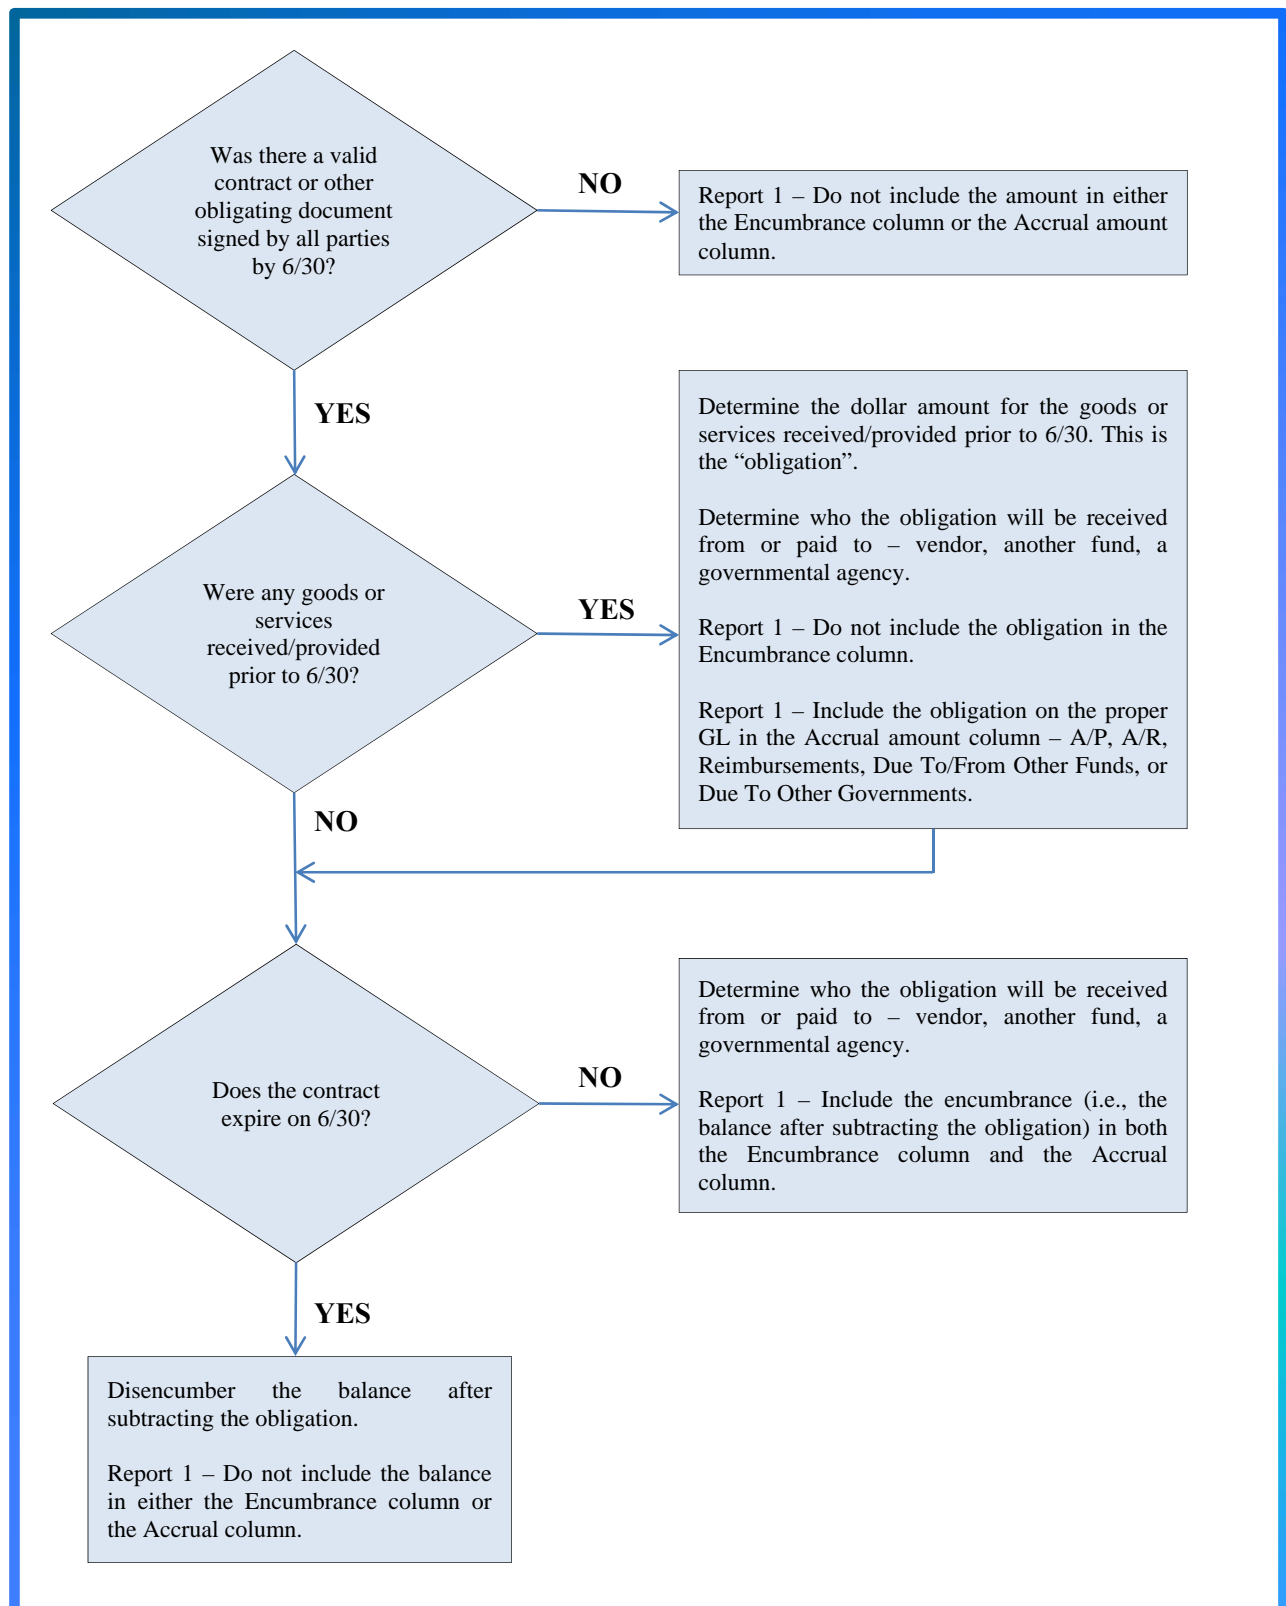 Was there a valid
contract or other
obligating document
signed by all parties
by 6/30?
NO
Report 1 – Do not include the amount in either
the Encumbrance column or the Accrual amount
column.
YES
Were any goods or
services
received/provided
prior to 6/30?
YES
Determine the dollar amount for the goods or
services received/provided prior to 6/30. This is
the “obligation”.
Determine who the obligation will be received
from or paid to – vendor, another fund, a
governmental agency.
Report 1 – Do not include the obligation in the
Encumbrance column.
Report 1 – Include the obligation on the proper
GL in the Accrual amount column – A/P, A/R,
Reimbursements, Due To/From Other Funds, or
Due To Other Governments.
NO
Does the contract
expire on 6/30?
NO
Determine who the obligation will be received
from or paid to – vendor, another fund, a
governmental agency.
Report 1 – Include the encumbrance (i.e., the
balance after subtracting the obligation) in both
the Encumbrance column and the Accrual
column.
YES
Disencumber the balance after
subtracting the obligation.
Report 1 – Do not include the balance
in either the Encumbrance column or
the Accrual column.